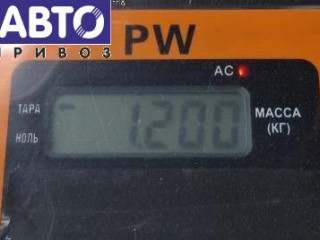 АВТО
ПРИВОЗ
PW
AC
ТАРА
НОЛЬ
1.200
МАССА
(КГ)